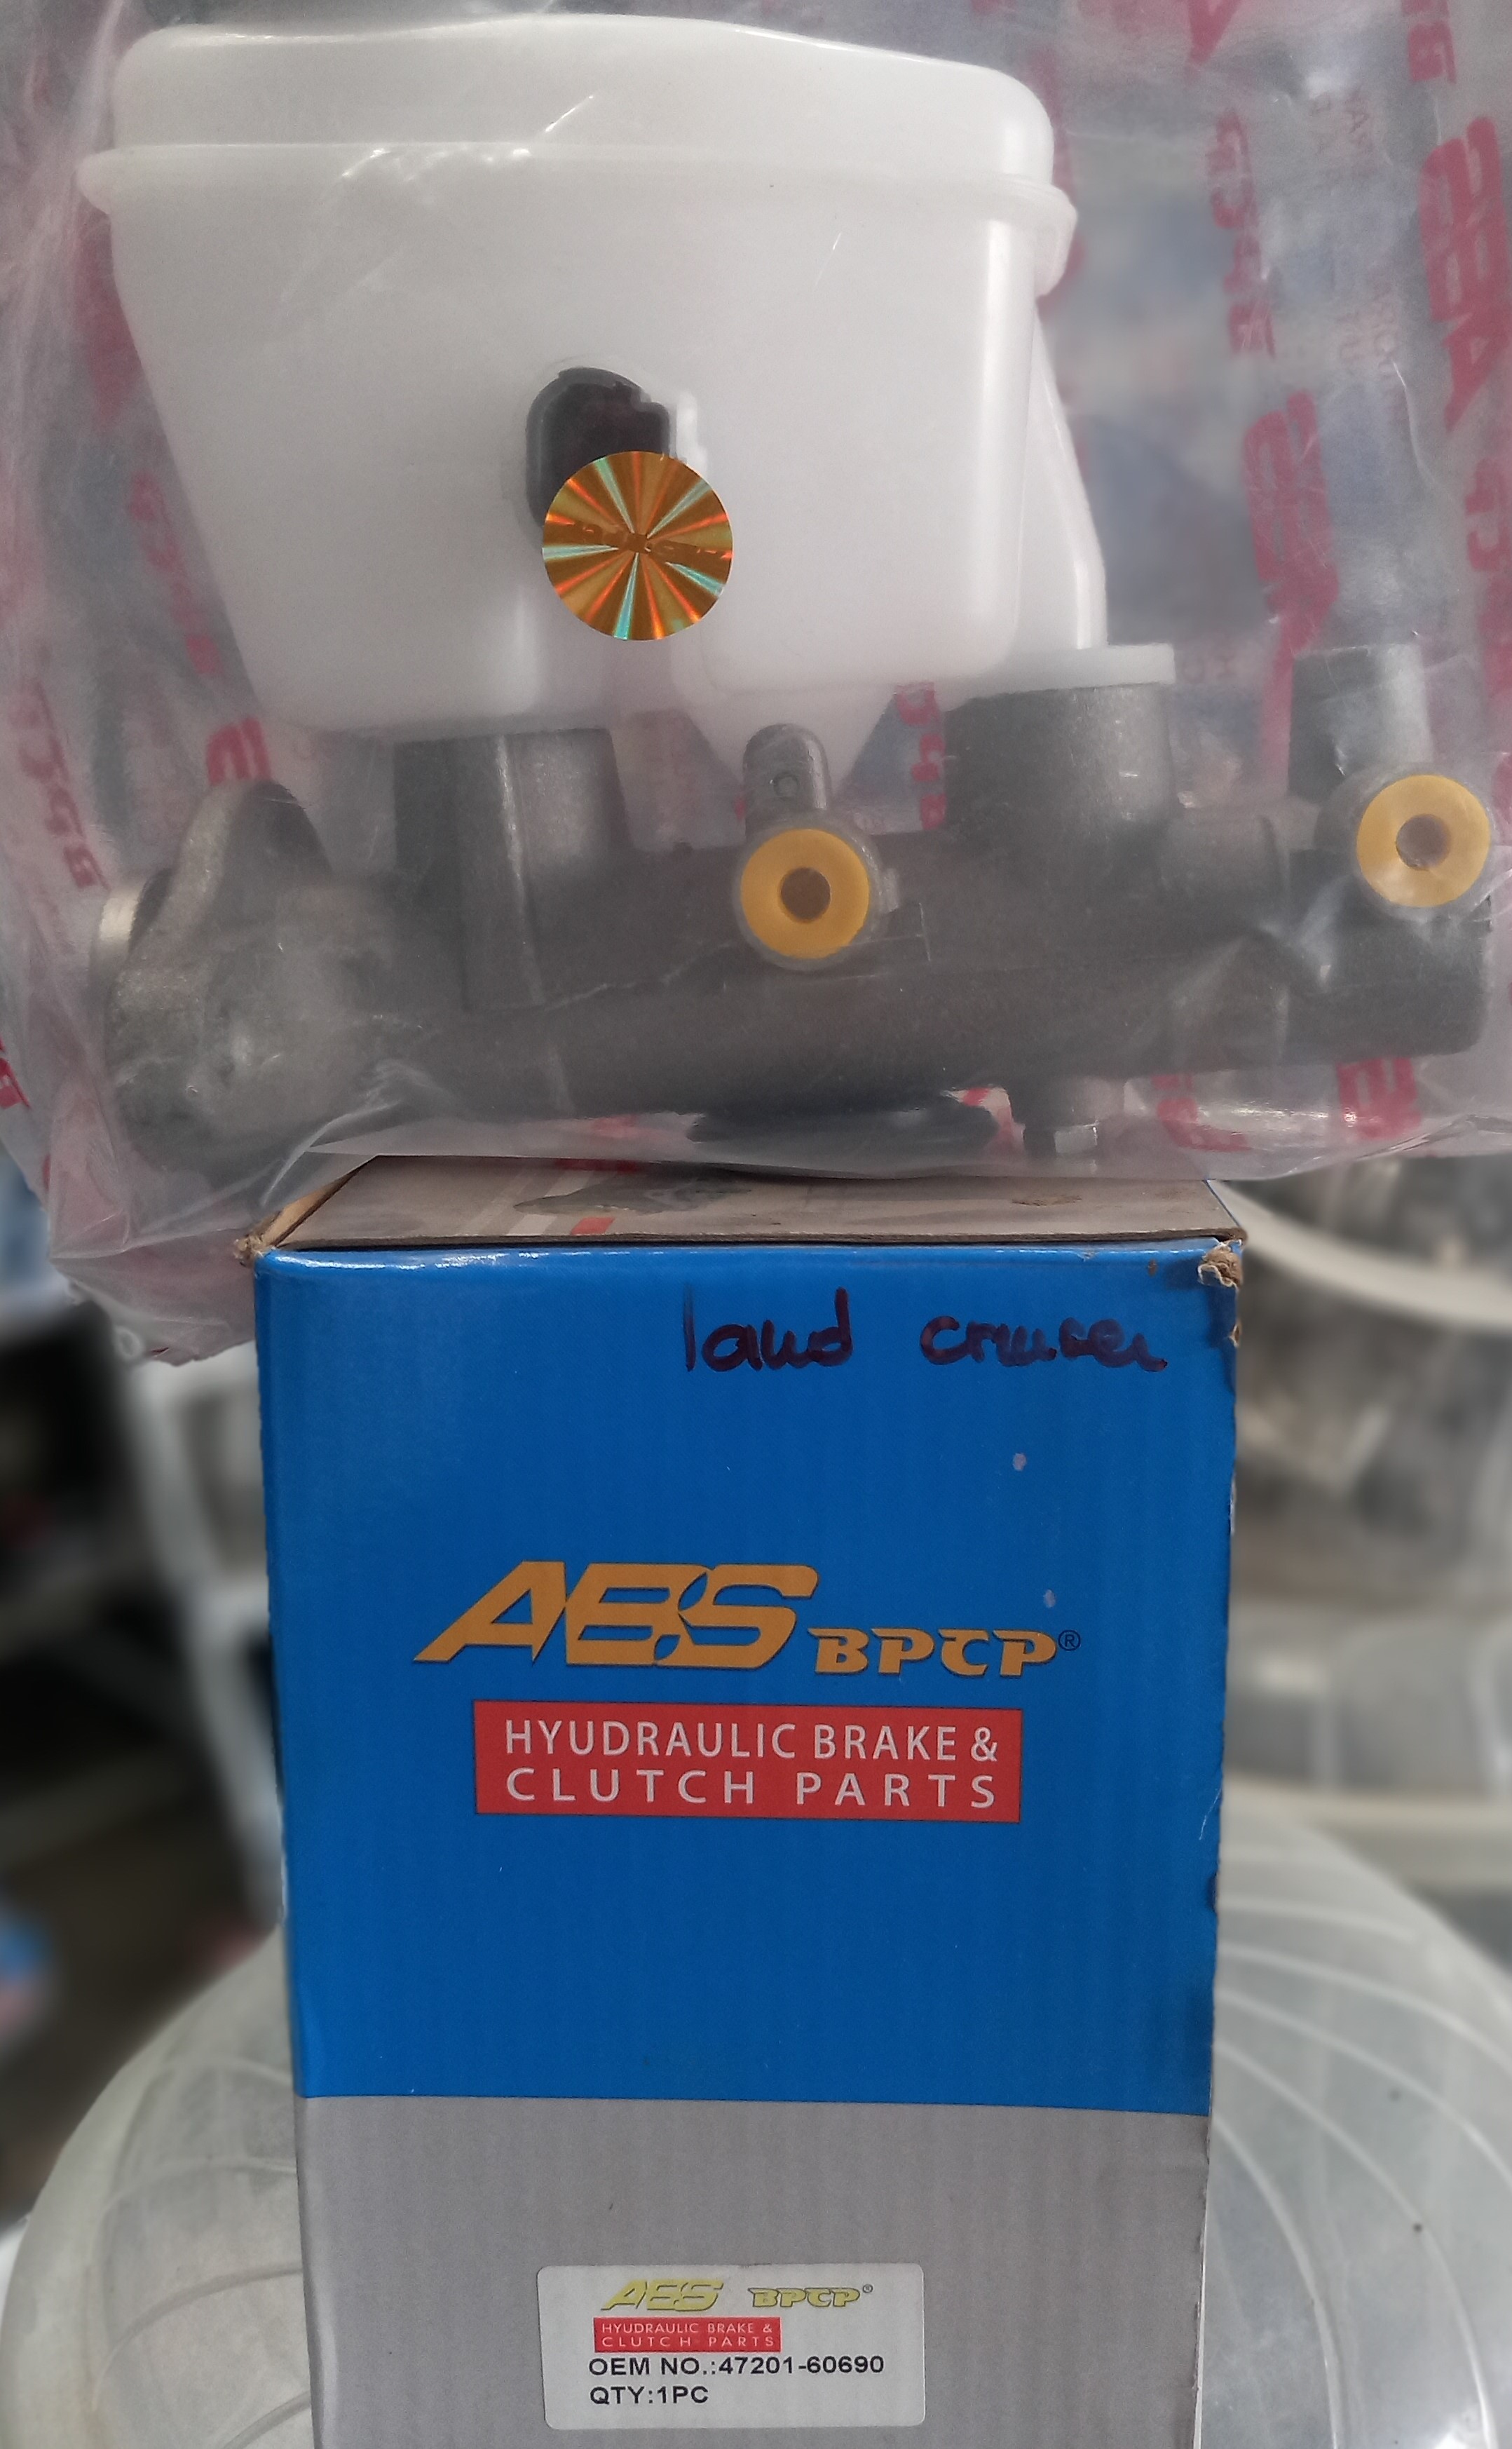 land cruiser
ABS BPCP®
HYUDRAULIC BRAKE &
CLUTCH PARTS
ABS BPCP®
HYUDRAULIC BRAKE &
CLUTCH PARTS
OEM NO.:47201-60690
QTY:1PC